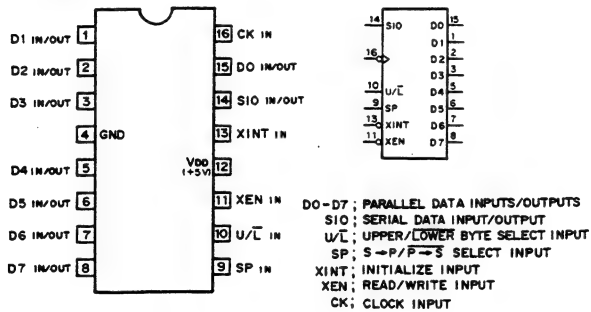 D1 IN/OUT 1
16 CK IN
D2 IN/OUT 2
15 D0 IN/OUT
D3 IN/OUT 3
14 SIO IN/OUT
4 GND
13 XINT IN
D4 IN/OUT 5
VDD (+5V) 12
D5 IN/OUT 6
11 XEN IN
D6 IN/OUT 7
10 U/L̅ IN
D7 IN/OUT 8
9 SP IN
14 SIO D0 15
D1 1
16 D2 2
D3 3
10 U/L̅ D4 5
9 SP D5 6
13 XINT D6 7
11 XEN D7 8
D0-D7; PARALLEL DATA INPUTS/OUTPUTS
SIO; SERIAL DATA INPUT/OUTPUT
U/L̅; UPPER/LOWER BYTE SELECT INPUT
SP; S→P/P→S SELECT INPUT
XINT; INITIALIZE INPUT
XEN; READ/WRITE INPUT
CK; CLOCK INPUT